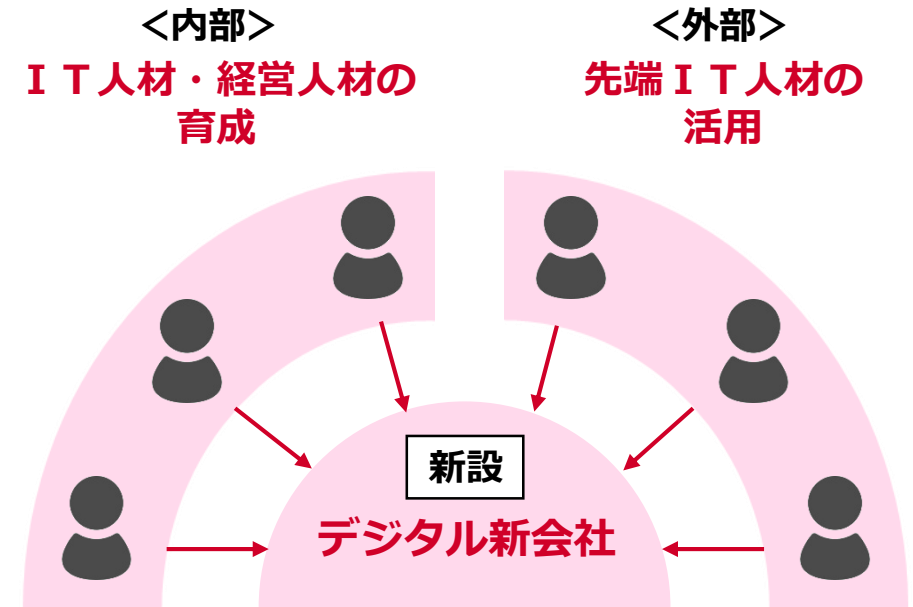 ＜内部＞
ＩＴ人材・経営人材の
育成
＜外部＞
先端ＩＴ人材の
活用
新設
デジタル新会社